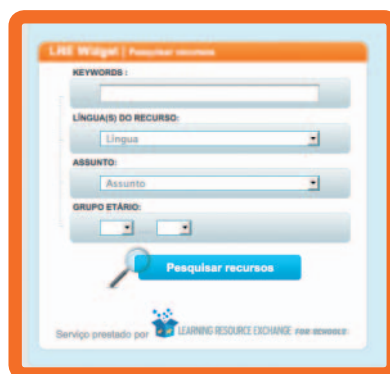 LRE Widget | Pesquisar recursos
KEYWORDS :
LÍNGUA(S) DO RECURSO:
Língua
ASSUNTO:
Assunto
GRUPO ETÁRIO:
Pesquisar recursos
Serviço prestado por LEARNING RESOURCE EXCHANGE FOR SCHOOLS